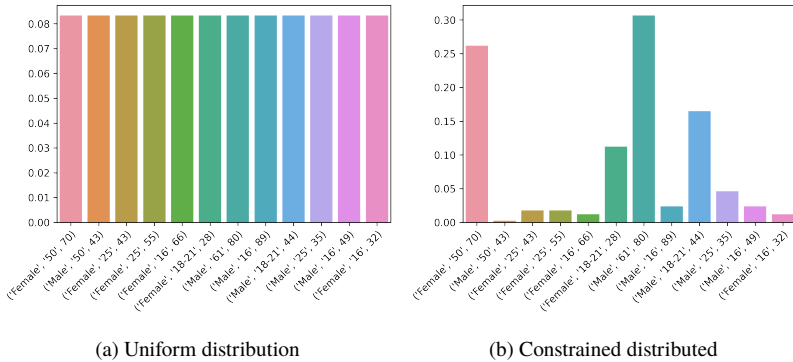 0.08
0.07
0.06
0.05
0.04
0.03
0.02
0.01
0.00
('Female', '50', 70)
('Male', '50', 43)
('Female', '25', 43)
('Female', '25', 55)
('Female', '16', 66)
('Female', '18-21', 28)
('Male', '61', 80)
('Male', '16', 89)
('Male', '18-21', 44)
('Male', '25', 35)
('Male', '16', 49)
('Female', '16', 32)
(a) Uniform distribution
0.30
0.25
0.20
0.15
0.10
0.05
0.00
('Female', '50', 70)
('Male', '50', 43)
('Female', '25', 43)
('Female', '25', 55)
('Female', '16', 66)
('Female', '18-21', 28)
('Male', '61', 80)
('Male', '16', 89)
('Male', '18-21', 44)
('Male', '25', 35)
('Male', '16', 49)
('Female', '16', 32)
(b) Constrained distributed